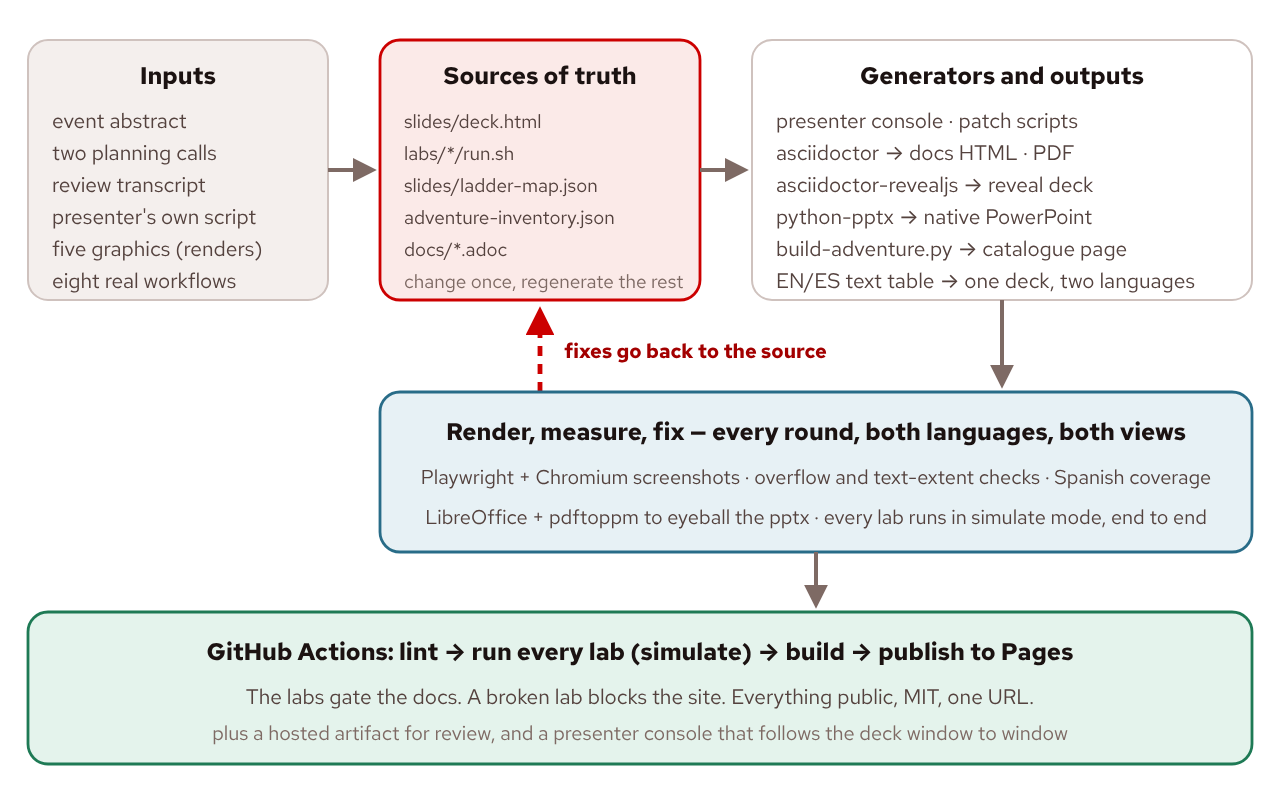 Inputs
event abstract
two planning calls
review transcript
presenter's own script
five graphics (renders)
eight real workflows
Sources of truth
slides/deck.html
labs/*/run.sh
slides/ladder-map.json
adventure-inventory.json
docs/*.adoc
change once, regenerate the rest
Generators and outputs
presenter console · patch scripts
asciidoctor → docs HTML · PDF
asciidoctor-revealjs → reveal deck
python-pptx → native PowerPoint
build-adventure.py → catalogue page
EN/ES text table → one deck, two languages
fixes go back to the source
Render, measure, fix — every round, both languages, both views
Playwright + Chromium screenshots · overflow and text-extent checks · Spanish coverage
LibreOffice + pdftoppm to eyeball the pptx · every lab runs in simulate mode, end to end
GitHub Actions: lint → run every lab (simulate) → build → publish to Pages
The labs gate the docs. A broken lab blocks the site. Everything public, MIT, one URL.
plus a hosted artifact for review, and a presenter console that follows the deck window to window